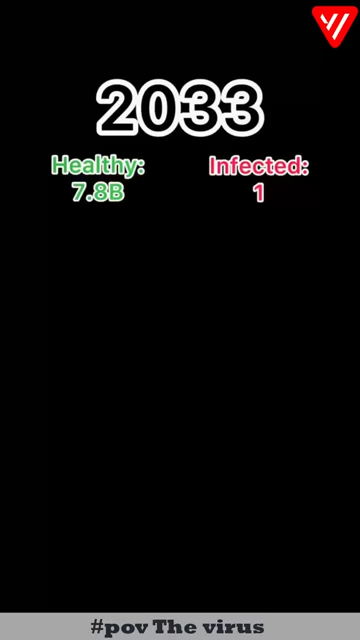 2033
Healthy:
7.8B
Infected:
1
#pov The virus